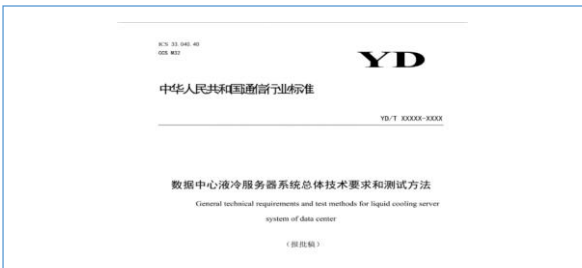 ICS 33.040.40
CCS M32
YD
中华人民共和国通信行业标准
YD/T XXXXX-XXXX
数据中心液冷服务器系统总体技术要求和测试方法
General technical requirements and test methods for liquid cooling server
system of data center
（报批稿）